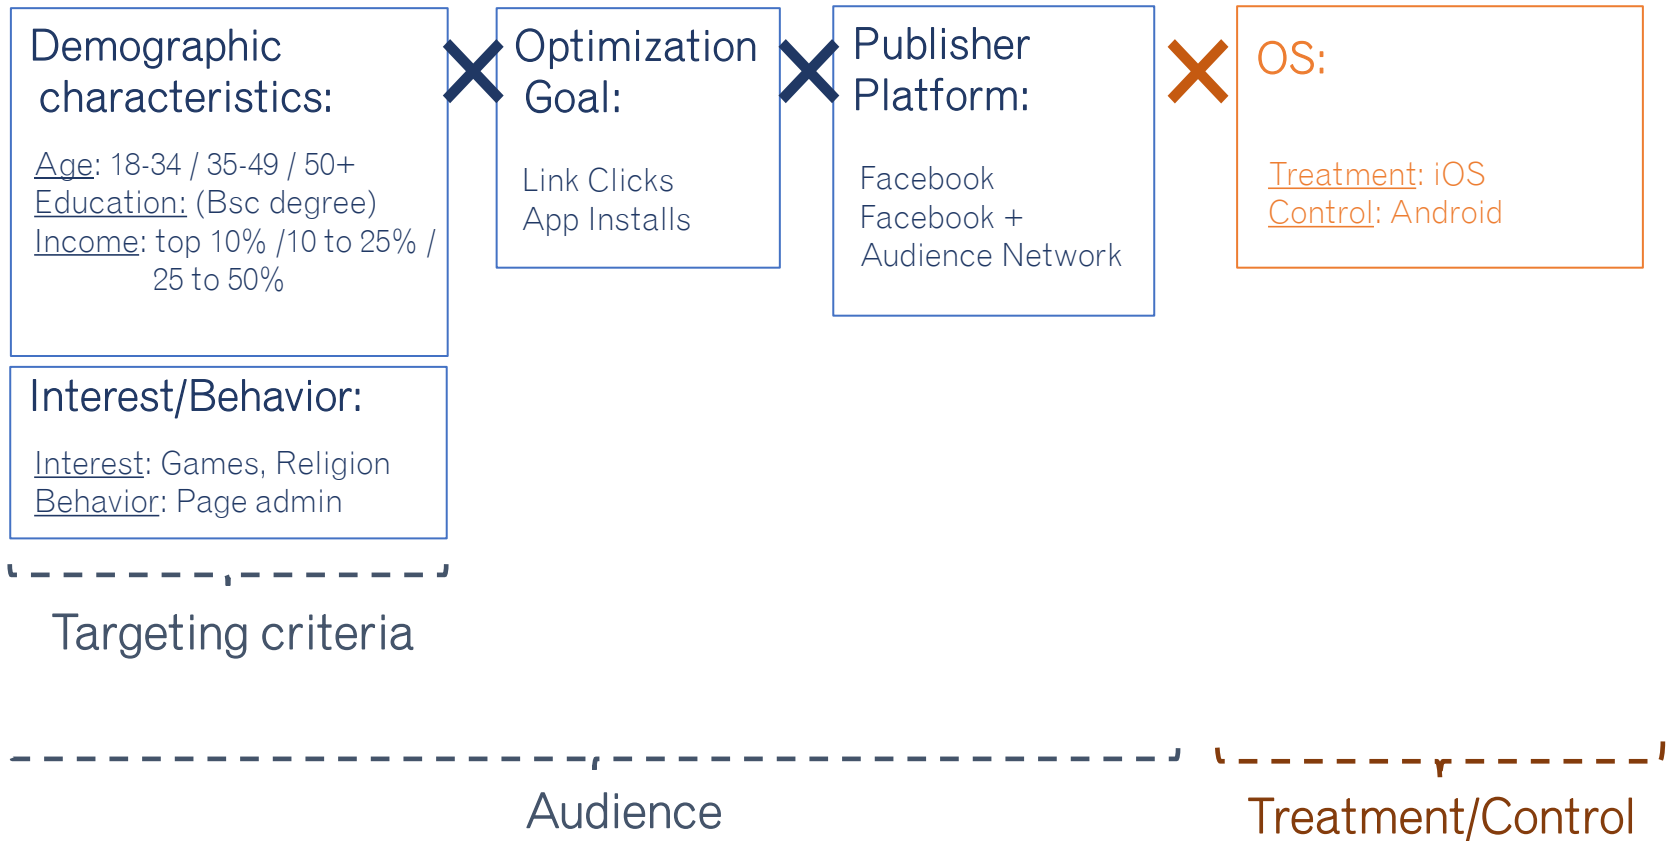 Demographic
characteristics:
Age: 18-34 / 35-49 / 50+
Education: (Bsc degree)
Income: top 10% /10 to 25% /
25 to 50%
Interest/Behavior:
Interest: Games, Religion
Behavior: Page admin
Targeting criteria
Optimization
Goal:
Link Clicks
App Installs
Publisher
Platform:
Facebook
Facebook +
Audience Network
OS:
Treatment: iOS
Control: Android
Audience
Treatment/Control